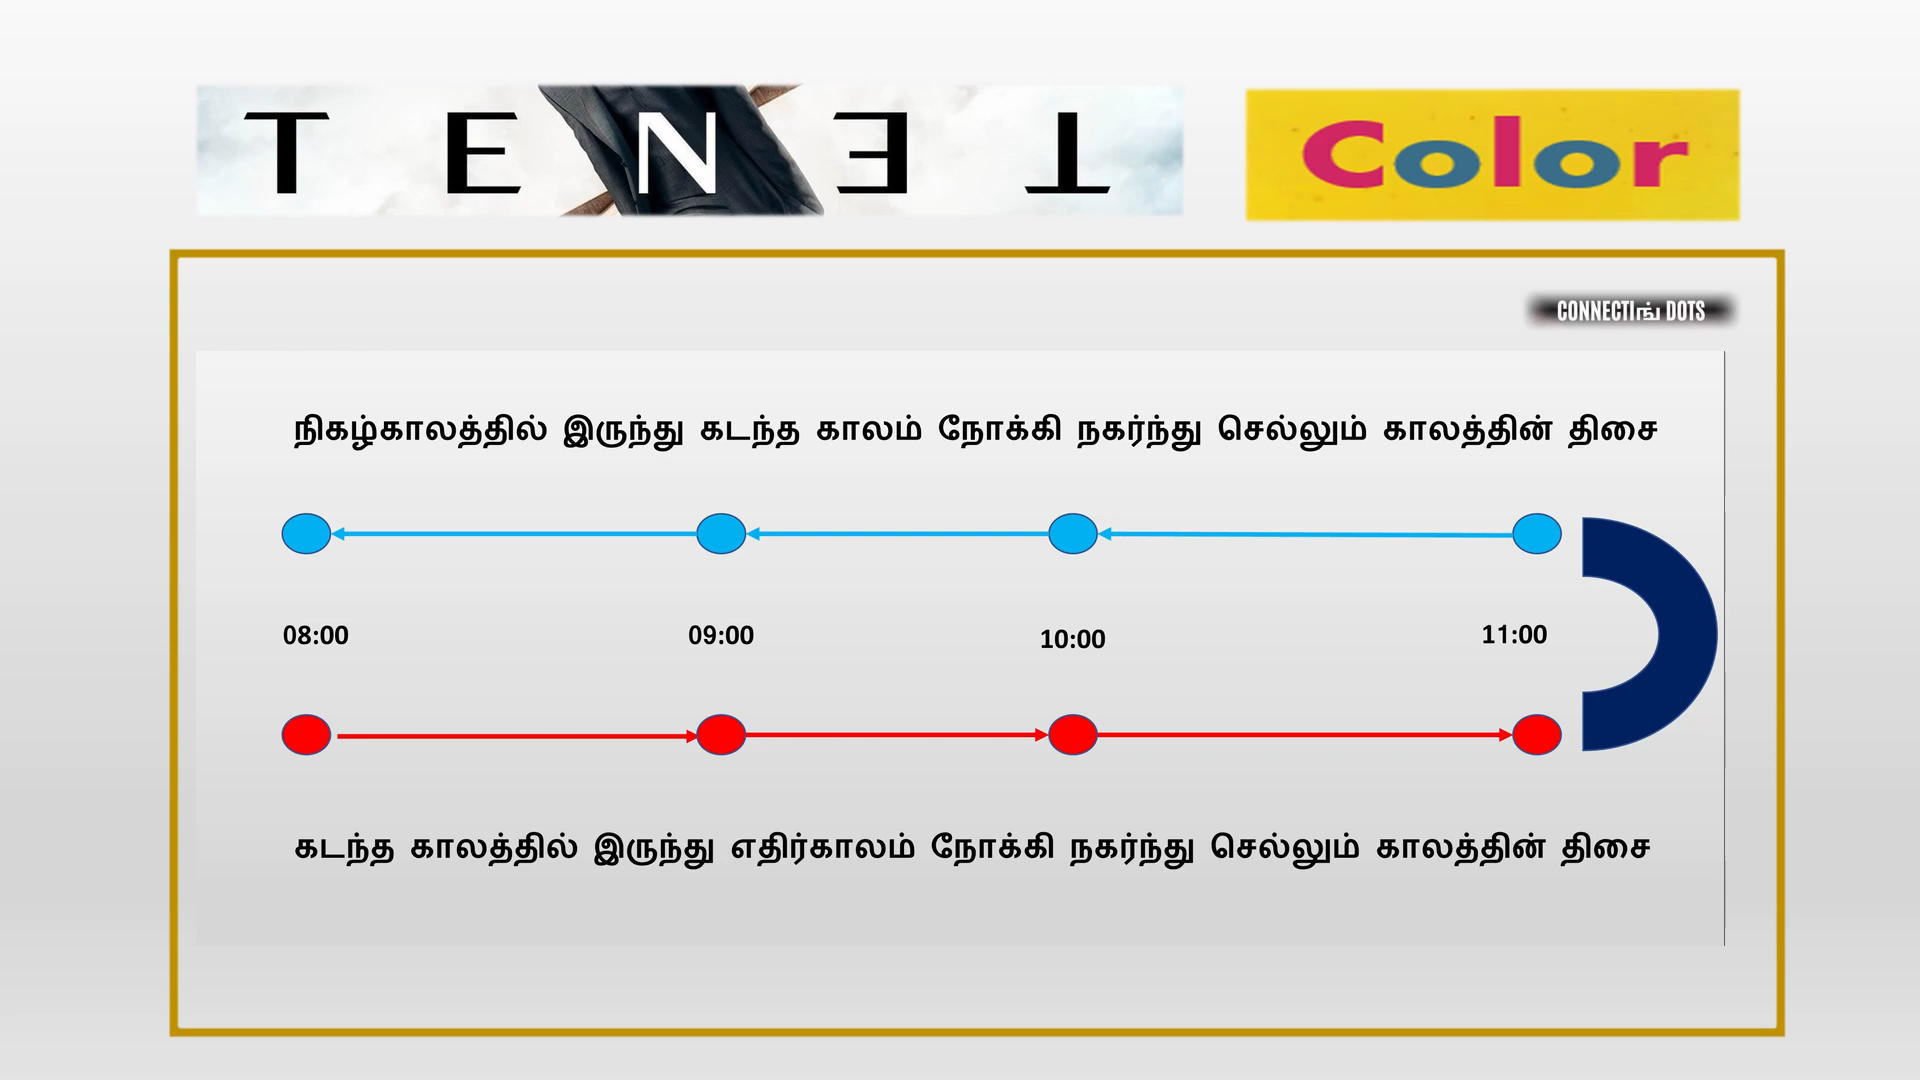 TENƎ⊥
Color
CONNECTIங் DOTS
நிகழ்காலத்தில் இருந்து கடந்த காலம் நோக்கி நகர்ந்து செல்லும் காலத்தின் திசை
08:00 09:00 10:00 11:00
கடந்த காலத்தில் இருந்து எதிர்காலம் நோக்கி நகர்ந்து செல்லும் காலத்தின் திசை